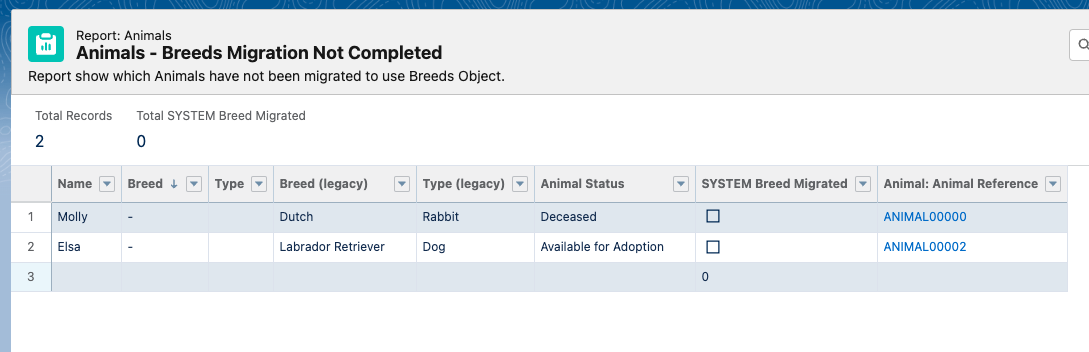 Report: Animals
Animals - Breeds Migration Not Completed
Report show which Animals have not been migrated to use Breeds Object.
Total Records Total SYSTEM Breed Migrated
2 0
Name Breed ↓ Type Breed (legacy) Type (legacy) Animal Status SYSTEM Breed Migrated Animal: Animal Reference
1 Molly - Dutch Rabbit Deceased ANIMAL00000
2 Elsa - Labrador Retriever Dog Available for Adoption ANIMAL00002
3 0